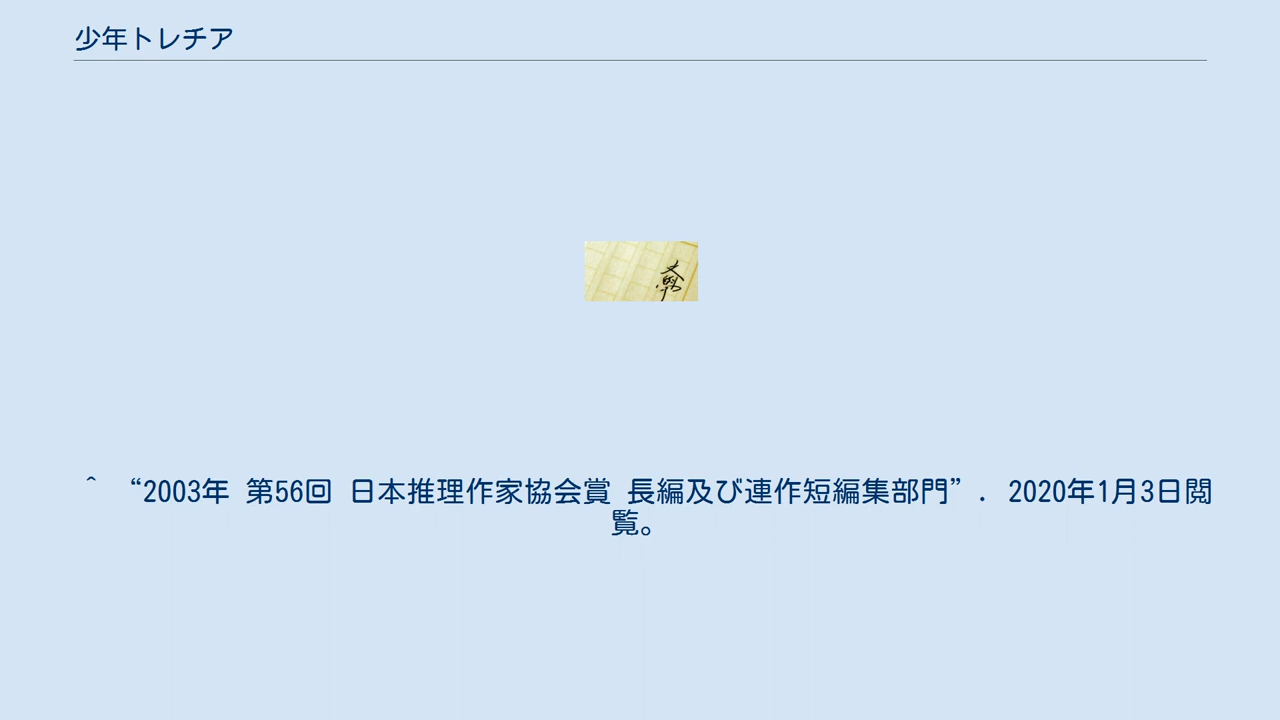 少年トレチア
^ “2003年 第56回 日本推理作家協会賞 長編及び連作短編集部門”. 2020年1月3日閲
覧。